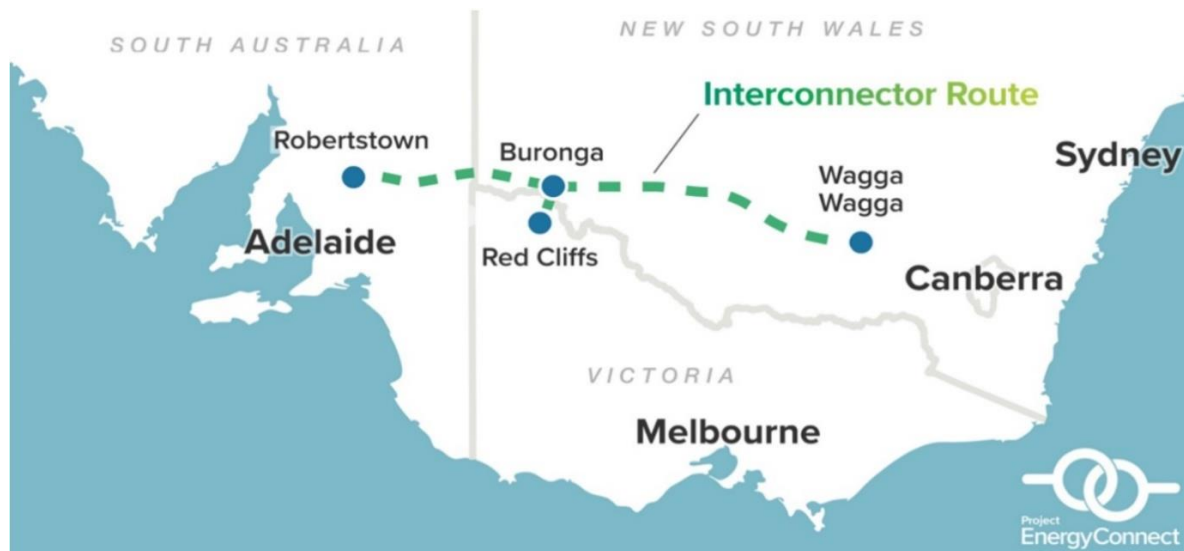 SOUTH AUSTRALIA
NEW SOUTH WALES
Interconnector Route
Robertstown
Buronga
Sydney
Wagga
Wagga
Adelaide
Red Cliffs
Canberra
VICTORIA
Melbourne
Project
EnergyConnect